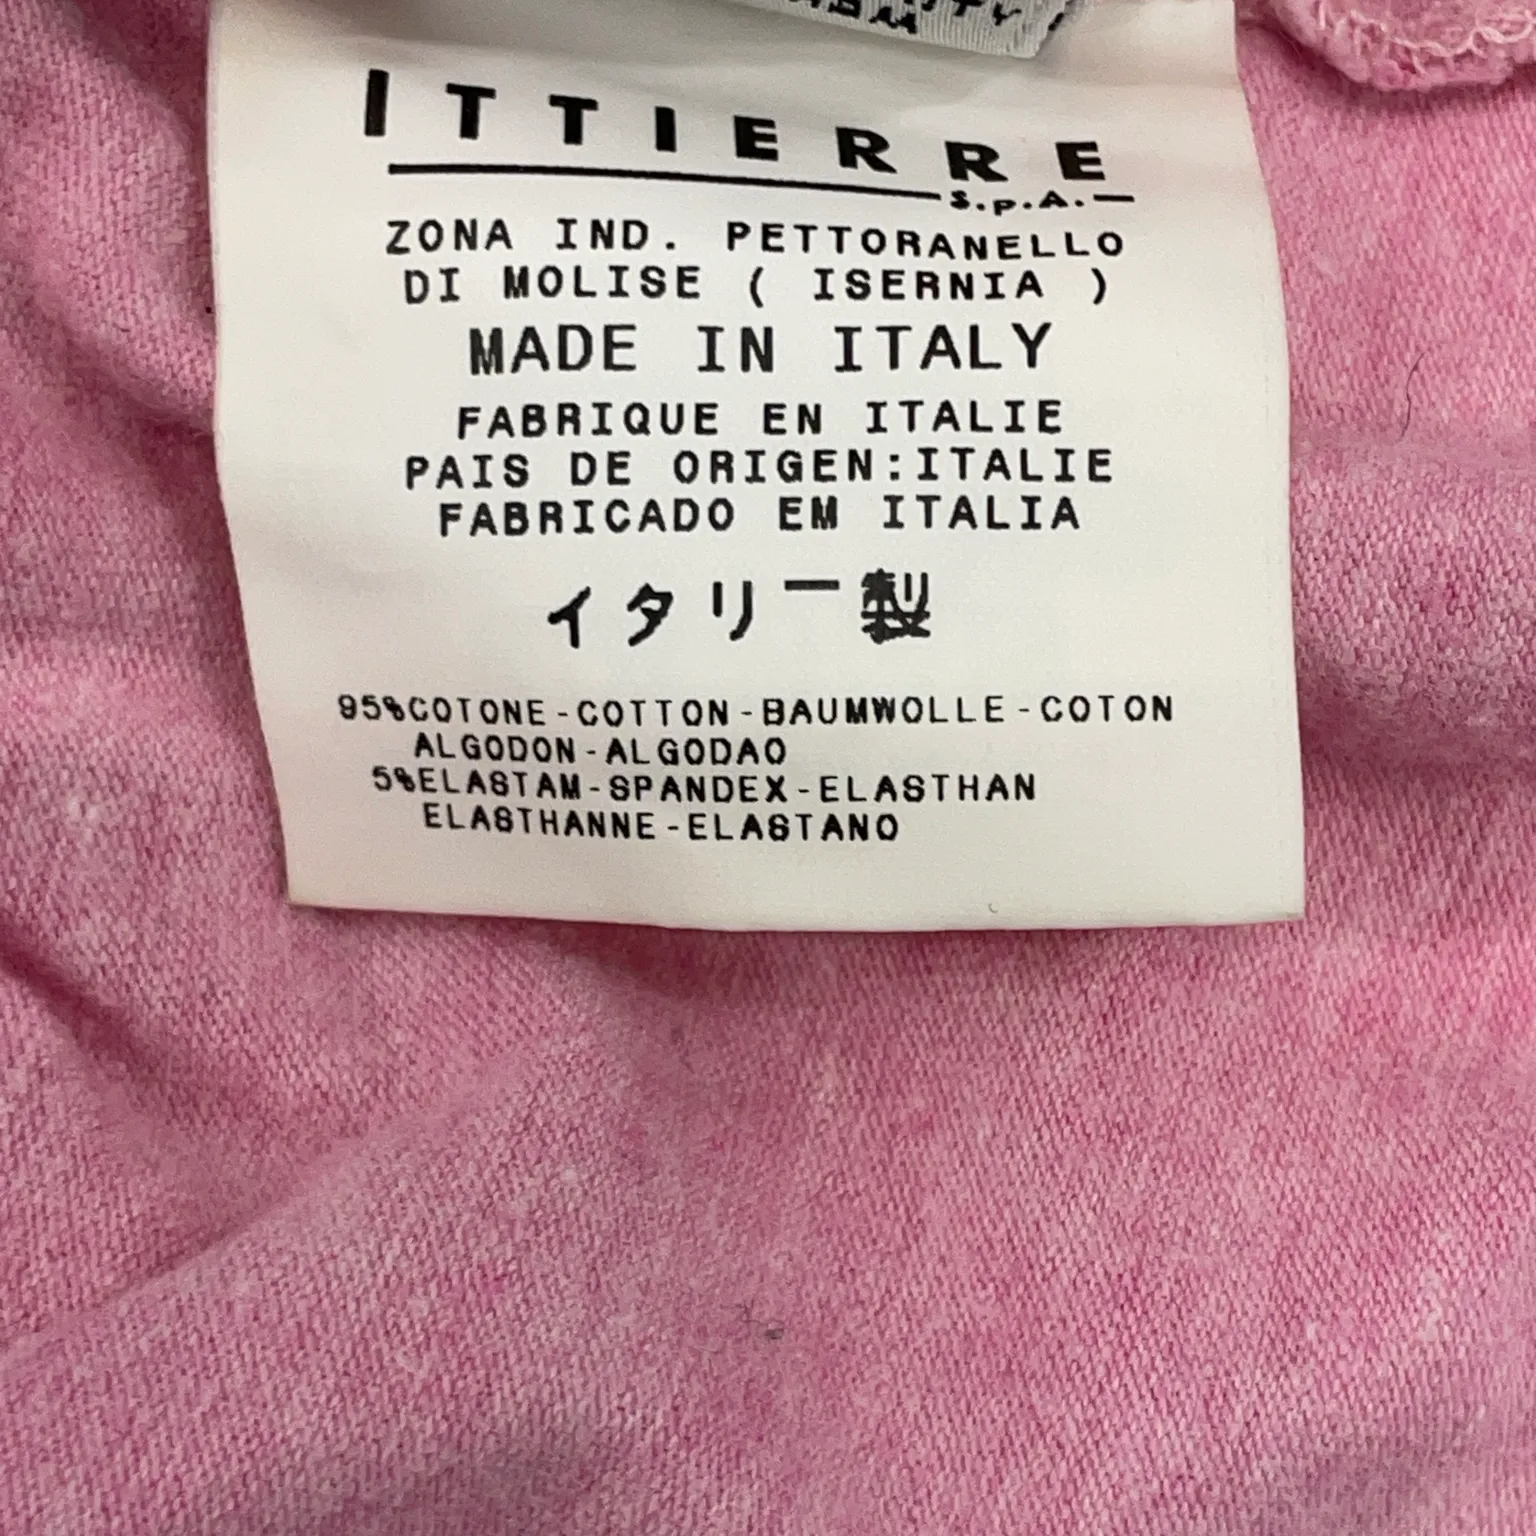 ITTIERRE
S.p.A.
ZONA IND. PETTORANELLO
DI MOLISE ( ISERNIA )
MADE IN ITALY
FABRIQUE EN ITALIE
PAIS DE ORIGEN:ITALIE
FABRICADO EM ITALIA
イタリー製
95%COTONE-COTTON-BAUMWOLLE-COTON
ALGODON-ALGODAO
5%ELASTAM-SPANDEX-ELASTHAN
ELASTHANNE-ELASTANO